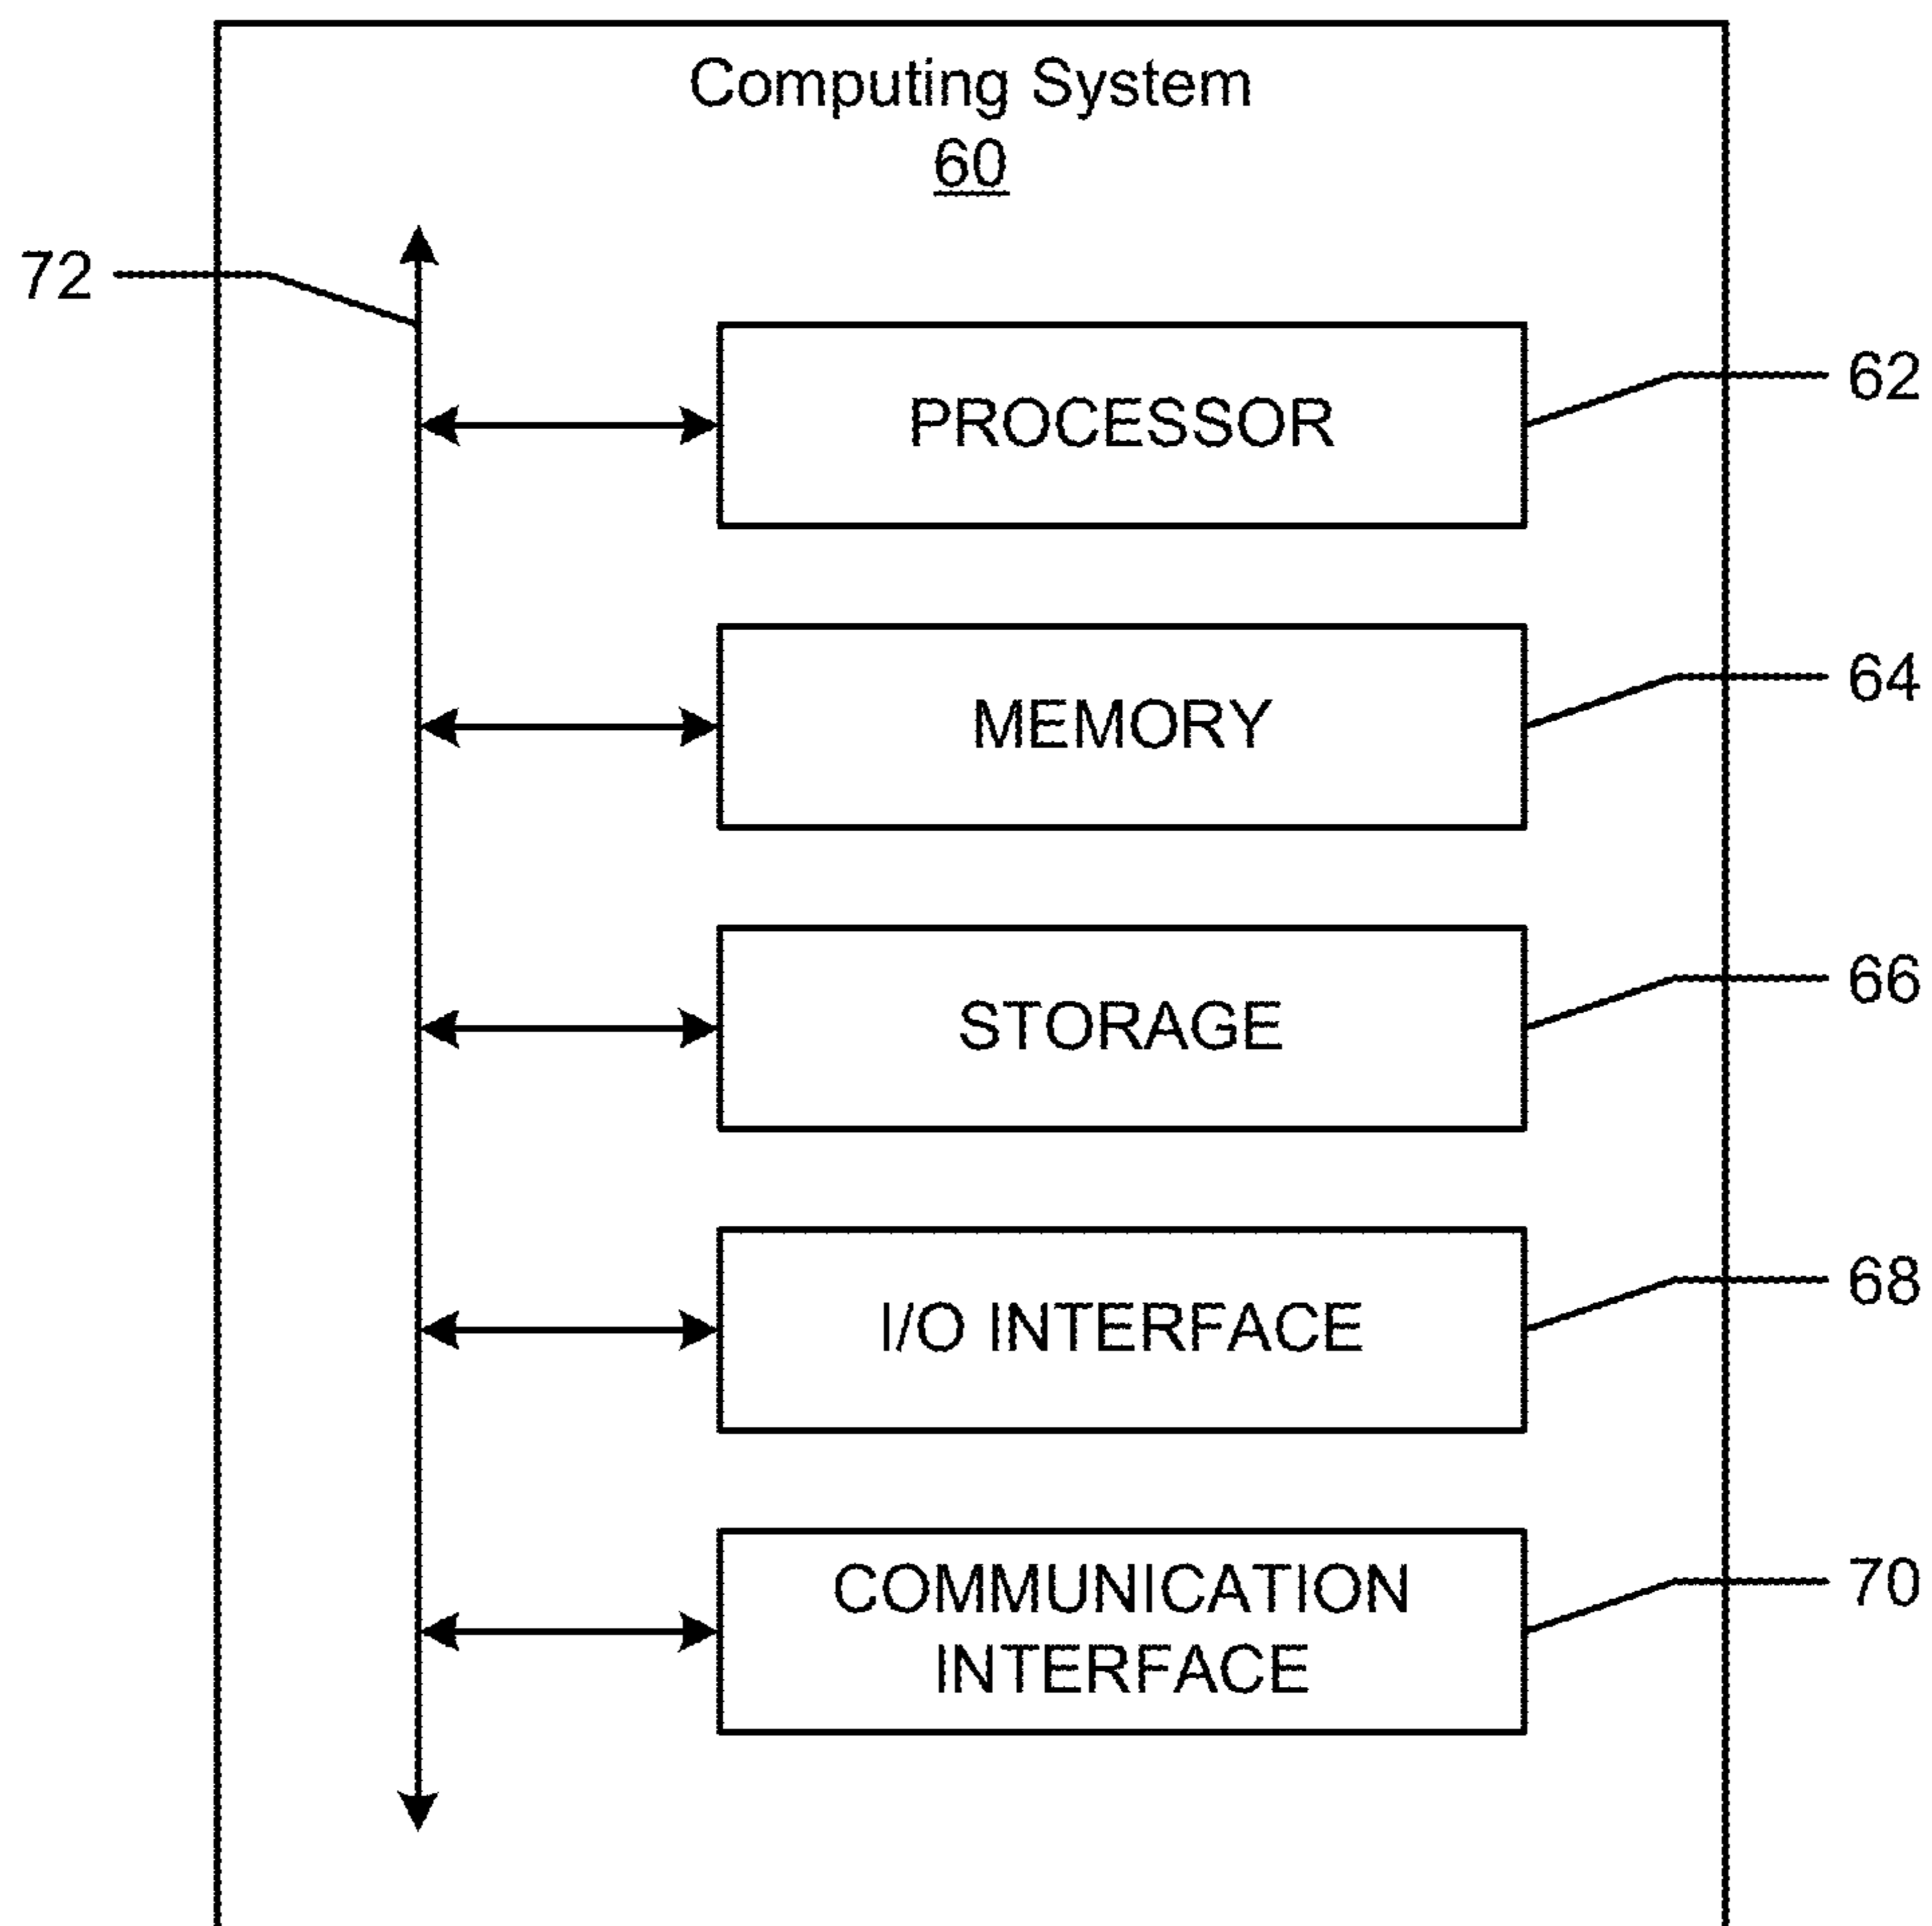 Computing System
60
72
PROCESSOR
62
MEMORY
64
STORAGE
66
I/O INTERFACE
68
COMMUNICATION
INTERFACE
70